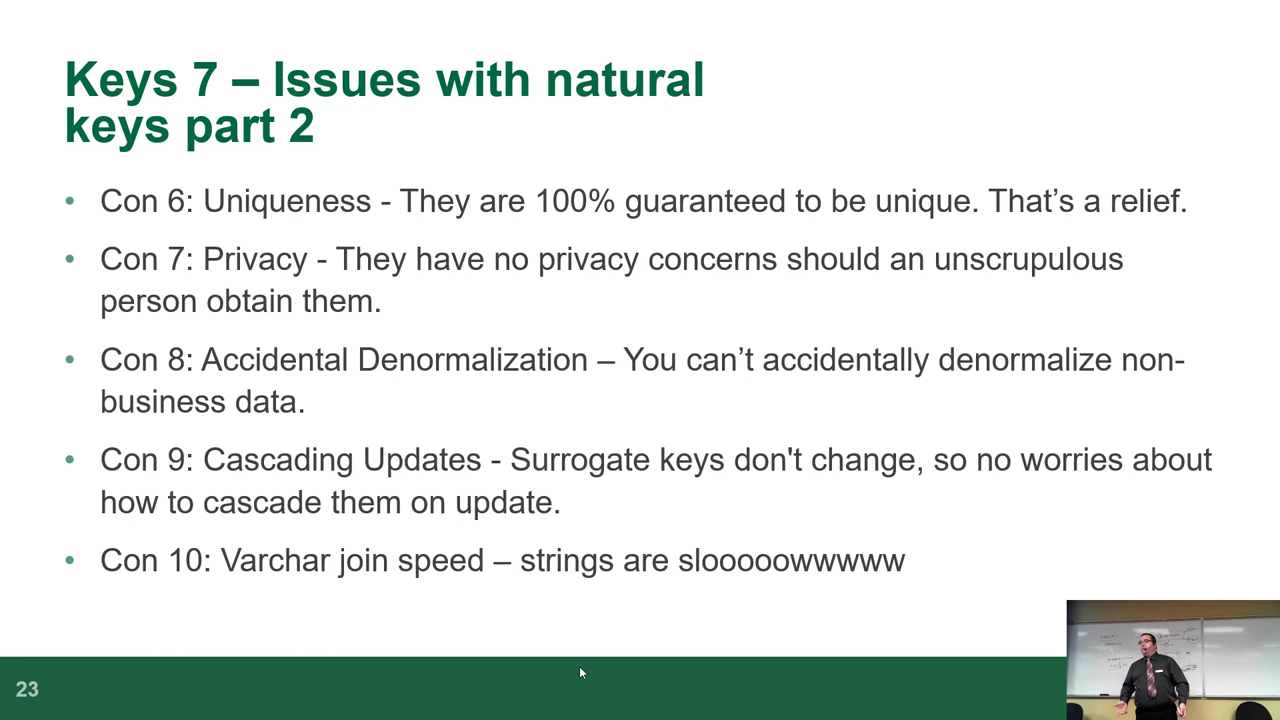 Keys 7 – Issues with natural
keys part 2
• Con 6: Uniqueness - They are 100% guaranteed to be unique. That’s a relief.
• Con 7: Privacy - They have no privacy concerns should an unscrupulous
person obtain them.
• Con 8: Accidental Denormalization – You can’t accidentally denormalize non-
business data.
• Con 9: Cascading Updates - Surrogate keys don't change, so no worries about
how to cascade them on update.
• Con 10: Varchar join speed – strings are slooooowwwww
23